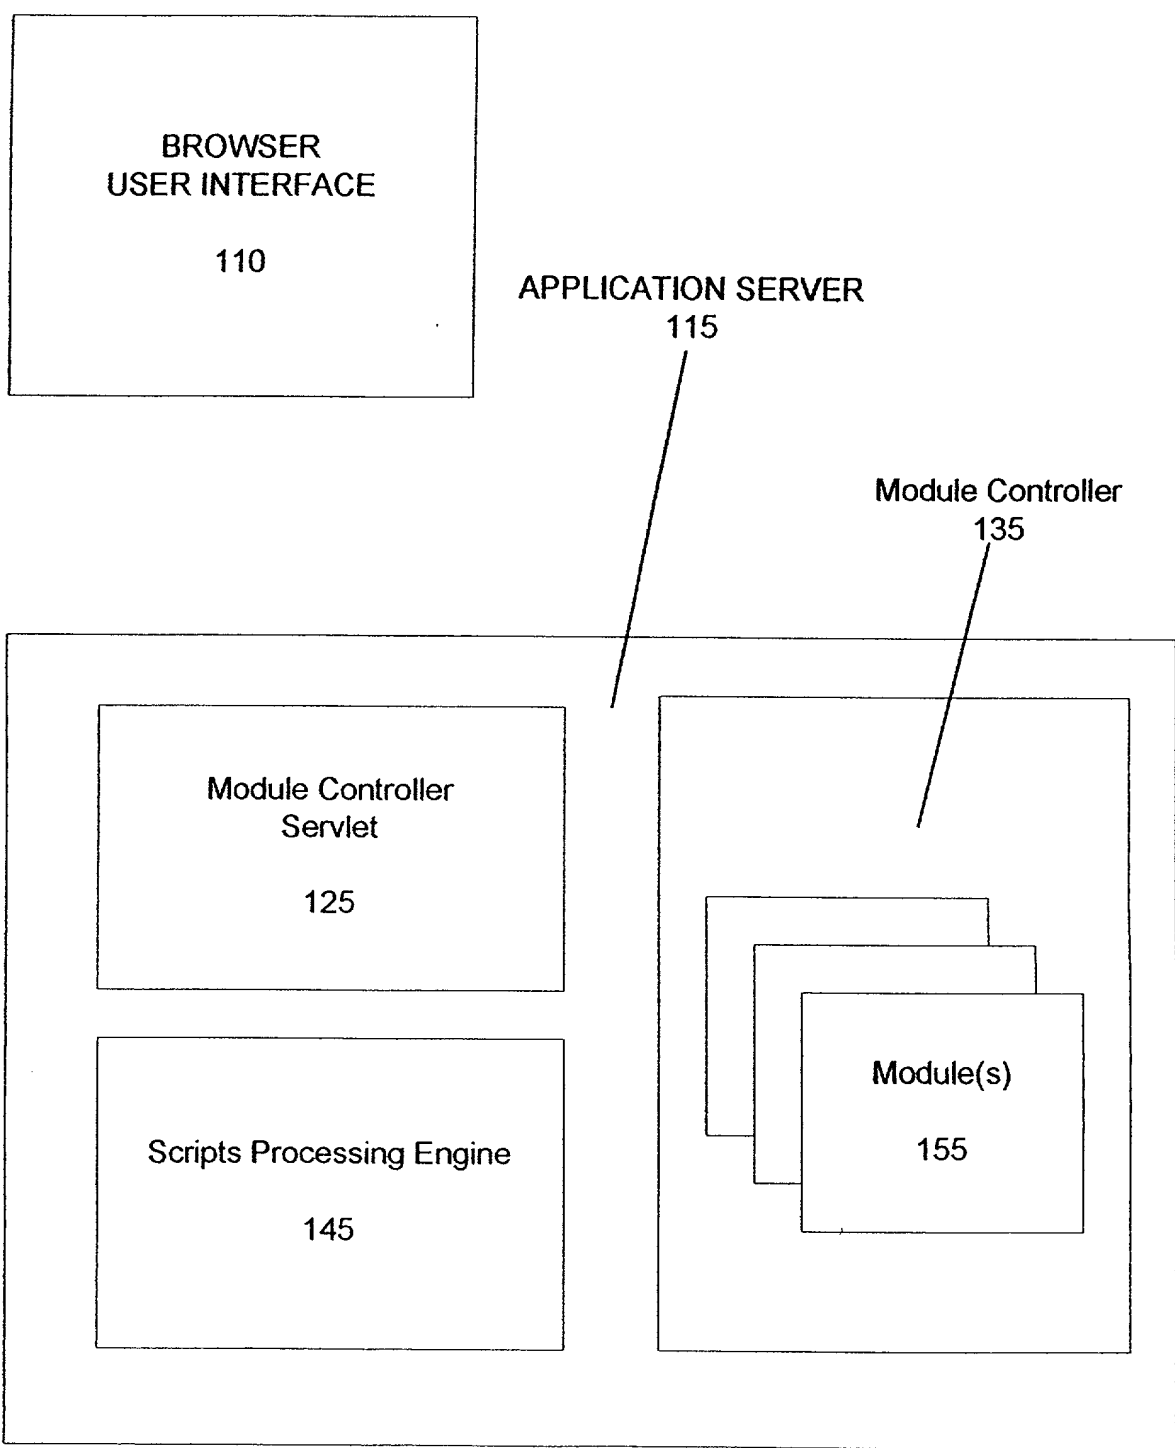 BROWSER
USER INTERFACE
110
APPLICATION SERVER
115
Module Controller
135
Module Controller
Servlet
125
Module(s)
155
Scripts Processing Engine
145